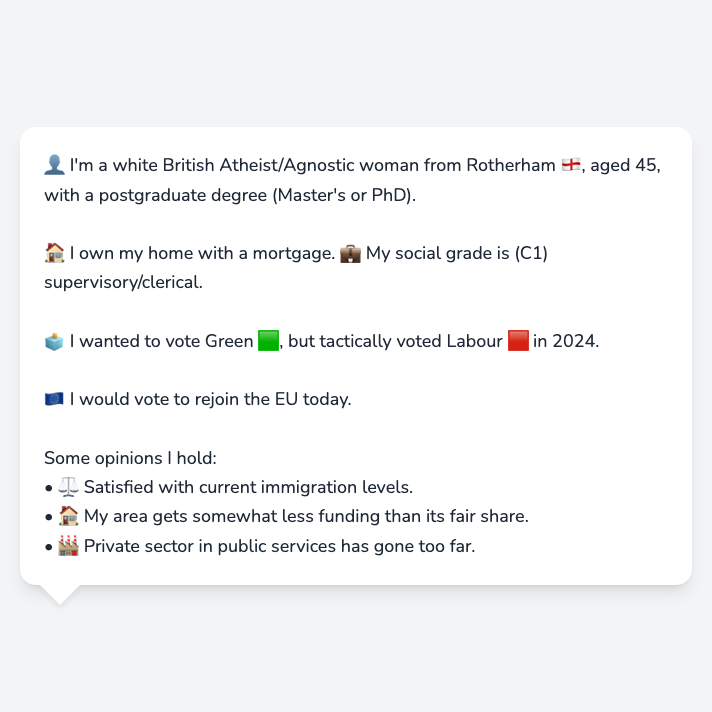 👤 I'm a white British Atheist/Agnostic woman from Rotherham 🏴󠁧󠁢󠁥󠁮󠁧󠁿, aged 45,
with a postgraduate degree (Master's or PhD).
🏠 I own my home with a mortgage. 💼 My social grade is (C1)
supervisory/clerical.
🗳️ I wanted to vote Green 🟩, but tactically voted Labour 🟥 in 2024.
🇪🇺 I would vote to rejoin the EU today.
Some opinions I hold:
• ⚖️ Satisfied with current immigration levels.
• 🏠 My area gets somewhat less funding than its fair share.
• 🏭 Private sector in public services has gone too far.